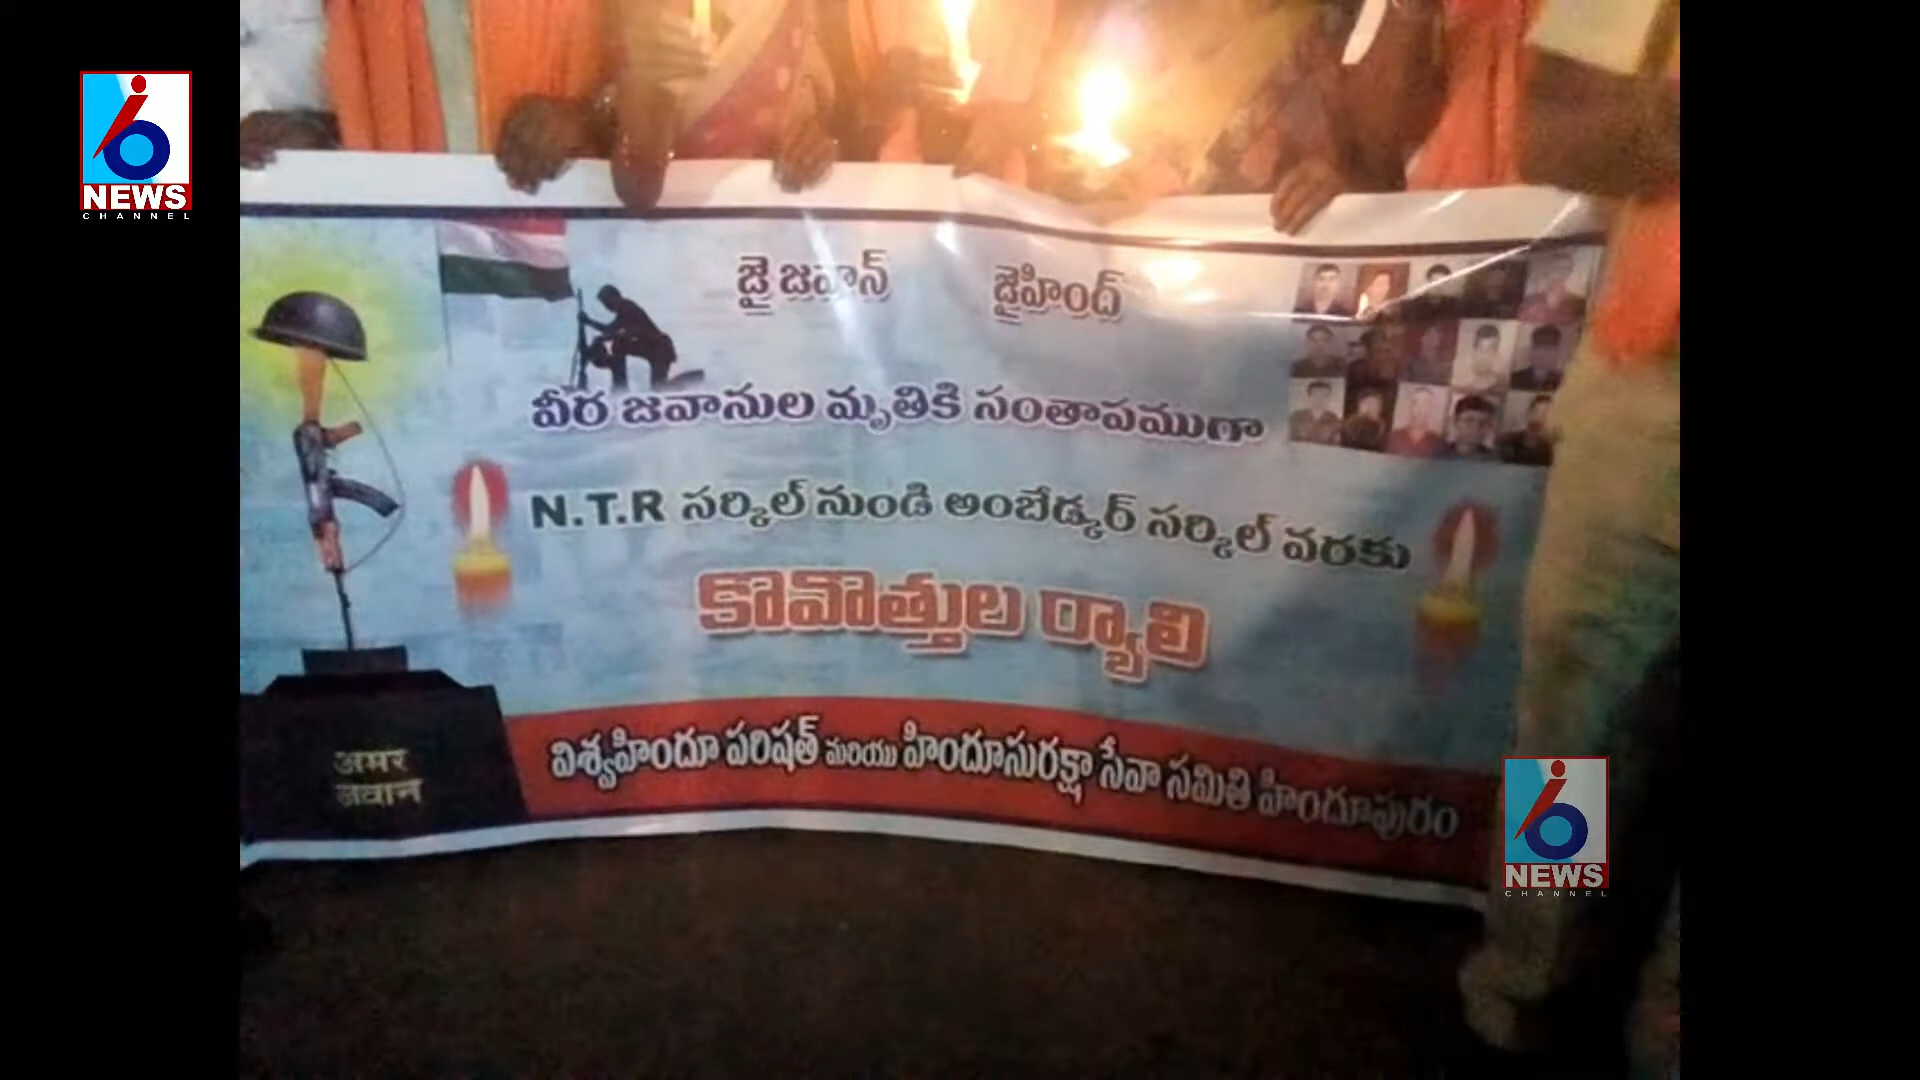 NEWS
CHANNEL
జై జవాన్ జైహింద్
వీర జవానుల మృతికి సంతాపముగా
N.T.R సర్కిల్ నుండి అంబేడ్కర్ సర్కిల్ వరకు
కొవొత్తుల ర్యాలి
విశ్వహిందూ పరిషత్ మరియు హిందూసురక్షా సేవా సమితి హిందూపురం
अमर
जवान
NEWS
CHANNEL